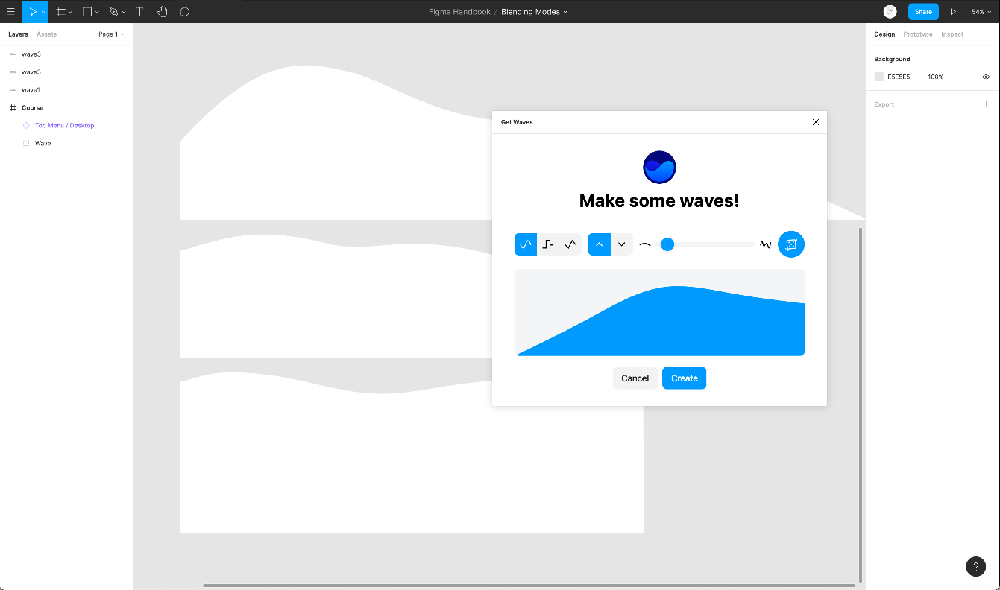 Figma Handbook / Blending Modes
Share
54%
Layers
Assets
Page 1
wave3
wave3
wave1
Course
Top Menu / Desktop
Wave
Get Waves
Make some waves!
Cancel
Create
Design
Prototype
Inspect
Background
E5E5E5
100%
Export
?